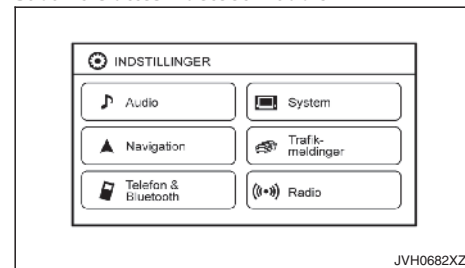 INDSTILLINGER
Audio
System
Navigation
Trafik-
meldinger
Telefon &
Bluetooth
Radio
JVH0682XZ